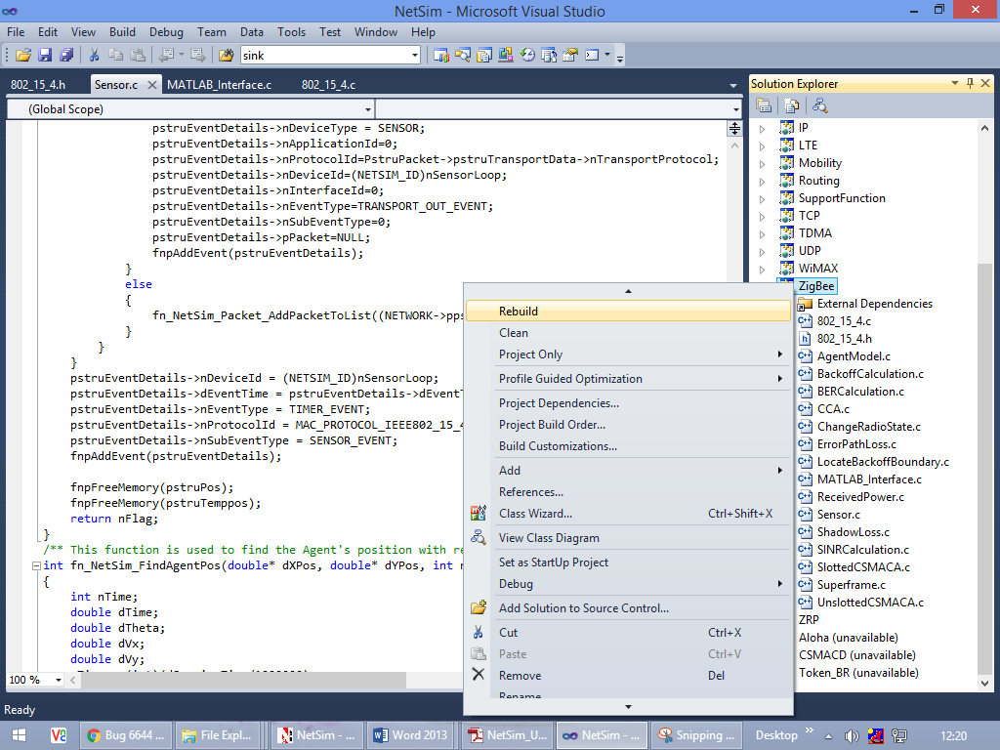 NetSim - Microsoft Visual Studio
File Edit View Build Debug Team Data Tools Test Window Help
sink
802_15_4.h Sensor.c MATLAB_Interface.c 802_15_4.c
(Global Scope)
pstruEventDetails->nDeviceType = SENSOR;
pstruEventDetails->nApplicationId=0;
pstruEventDetails->nProtocolId=PstruPacket->pstruTransportData->nTransportProtocol;
pstruEventDetails->nDeviceId=(NETSIM_ID)nSensorLoop;
pstruEventDetails->nInterfaceId=0;
pstruEventDetails->nEventType=TRANSPORT_OUT_EVENT;
pstruEventDetails->nSubEventType=0;
pstruEventDetails->pPacket=NULL;
fnpAddEvent(pstruEventDetails);
}
else
{
fn_NetSim_Packet_AddPacketToList((NETWORK->pps
}
}
}
pstruEventDetails->nDeviceId = (NETSIM_ID)nSensorLoop;
pstruEventDetails->dEventTime = pstruEventDetails->dEventT
pstruEventDetails->nEventType = TIMER_EVENT;
pstruEventDetails->nProtocolId = MAC_PROTOCOL_IEEE802_15_4
pstruEventDetails->nSubEventType = SENSOR_EVENT;
fnpAddEvent(pstruEventDetails);
fnpFreeMemory(pstruPos);
fnpFreeMemory(pstruTemppos);
return nFlag;
}
/** This function is used to find the Agent's position with re
int fn_NetSim_FindAgentPos(double* dXPos, double* dYPos, int n
{
int nTime;
double dTime;
double dTheta;
double dVx;
double dVy;
100 %
Rebuild
Clean
Project Only
Profile Guided Optimization
Project Dependencies...
Project Build Order...
Build Customizations...
Add
References...
Class Wizard... Ctrl+Shift+X
View Class Diagram
Set as StartUp Project
Debug
Add Solution to Source Control...
Cut Ctrl+X
Paste Ctrl+V
Remove Del
Rename
Solution Explorer
IP
LTE
Mobility
Routing
SupportFunction
TCP
TDMA
UDP
WiMAX
ZigBee
External Dependencies
802_15_4.c
802_15_4.h
AgentModel.c
BackoffCalculation.c
BERCalculation.c
CCA.c
ChangeRadioState.c
ErrorPathLoss.c
LocateBackoffBoundary.c
MATLAB_Interface.c
ReceivedPower.c
Sensor.c
ShadowLoss.c
SINRCalculation.c
SlottedCSMACA.c
Superframe.c
UnslottedCSMACA.c
ZRP
Aloha (unavailable)
CSMACD (unavailable)
Token_BR (unavailable)
Ready
Bug 6644 ... File Expl... NetSim - ... Word 2013 NetSim_U... NetSim - ... Snipping ... Desktop 12:20